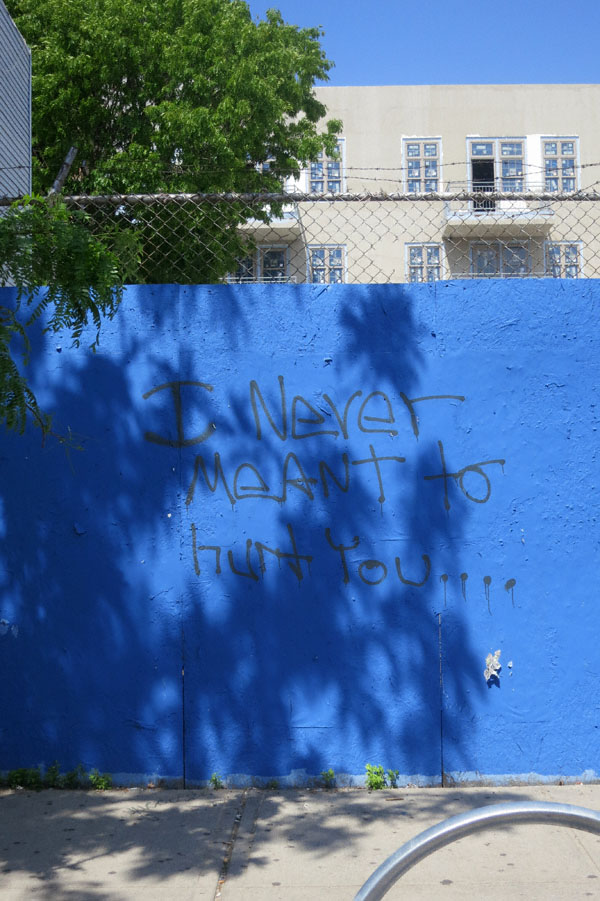 I Never
MeANT to
hurt You....